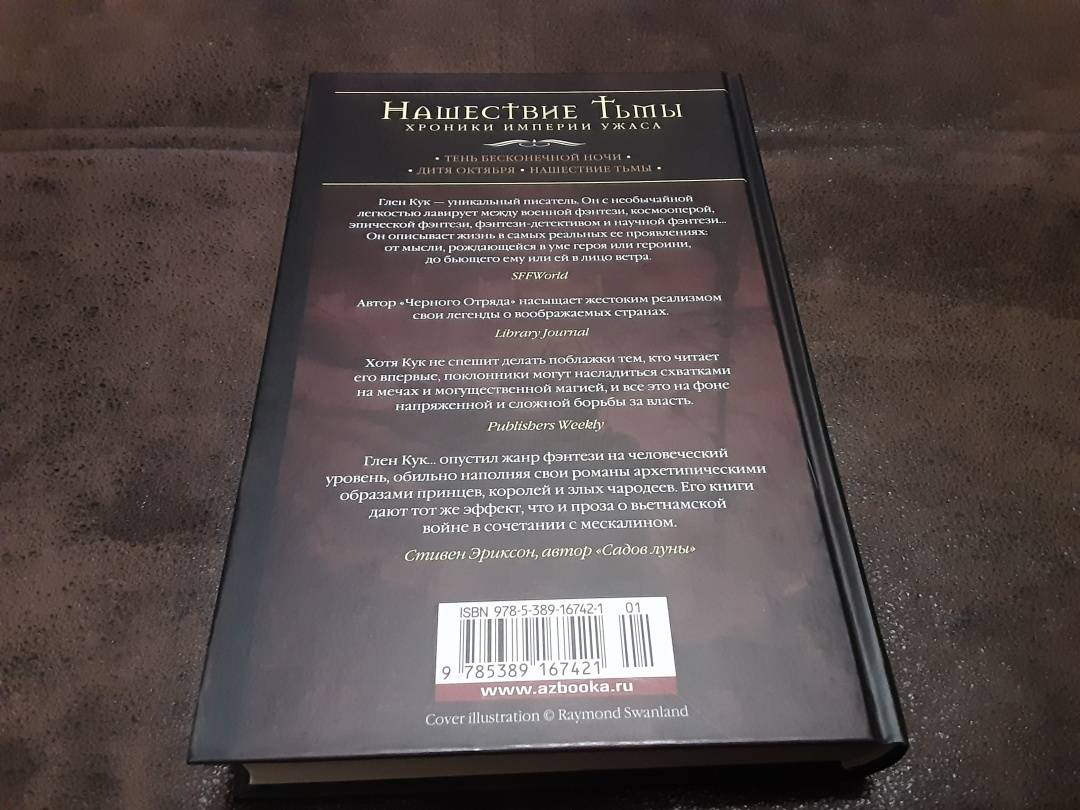 Нашествие Тьмы
ХРОНИКИ ИМПЕРИИ УЖАСА
• ТЕНЬ БЕСКОНЕЧНОЙ НОЧИ •
• ДИТЯ ОКТЯБРЯ • НАШЕСТВИЕ ТЬМЫ •
Глен Кук — уникальный писатель. Он с необычайной
легкостью лавирует между военной фэнтези, космооперой,
эпической фэнтези, фэнтези-детективом и научной фэнтези...
Он описывает жизнь в самых реальных ее проявлениях:
от мысли, рождающейся в уме героя или героини,
до бьющего ему или ей в лицо ветра.
SFFWorld
Автор «Черного Отряда» насыщает жестоким реализмом
свои легенды о воображаемых странах.
Library Journal
Хотя Кук не спешит делать поблажки тем, кто читает
его впервые, поклонники могут насладиться схватками
на мечах и могущественной магией, и все это на фоне
напряженной и сложной борьбы за власть.
Publishers Weekly
Глен Кук... опустил жанр фэнтези на человеческий
уровень, обильно наполняя свои романы архетипическими
образами принцев, королей и злых чародеев. Его книги
дают тот же эффект, что и проза о вьетнамской
войне в сочетании с мескалином.
Стивен Эриксон, автор «Садов луны»
ISBN 978-5-389-16742-1 01
9 785389 167421
www.azbooka.ru
Cover illustration © Raymond Swanland